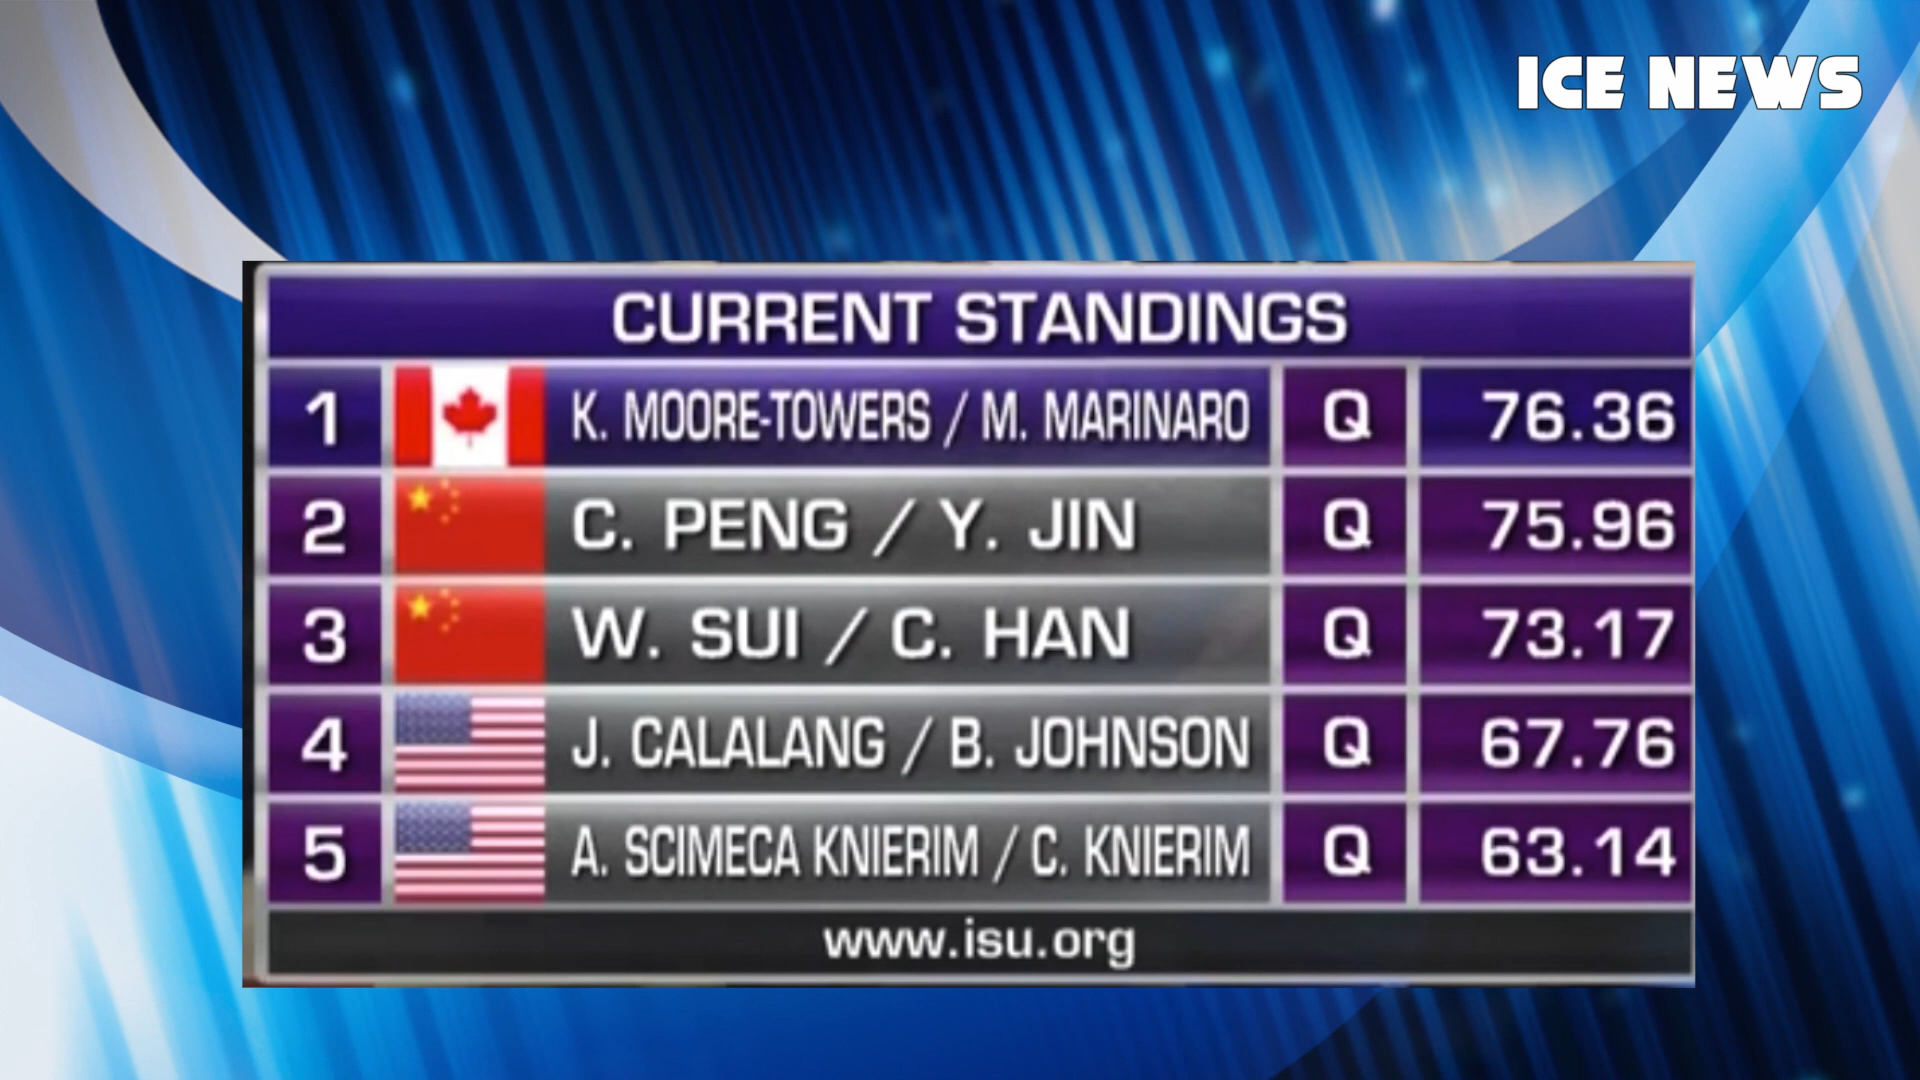 ICE NEWS
CURRENT STANDINGS
1 K. MOORE-TOWERS / M. MARINARO Q 76.36
2 C. PENG / Y. JIN Q 75.96
3 W. SUI / C. HAN Q 73.17
4 J. CALALANG / B. JOHNSON Q 67.76
5 A. SCIMECA KNIERIM / C. KNIERIM Q 63.14
www.isu.org